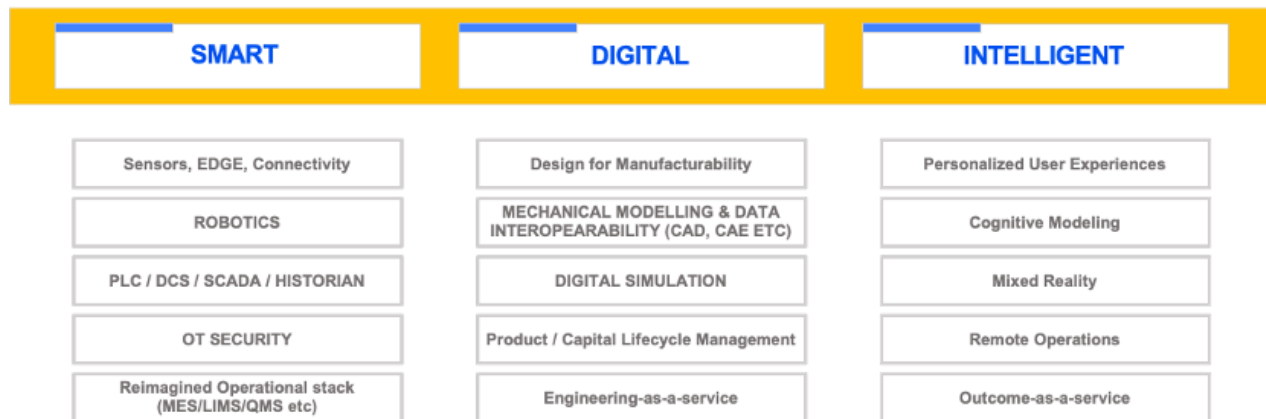 SMART
DIGITAL
INTELLIGENT
Sensors, EDGE, Connectivity
Design for Manufacturability
Personalized User Experiences
ROBOTICS
MECHANICAL MODELLING & DATA
INTEROPEARABILITY (CAD, CAE ETC)
Cognitive Modeling
PLC / DCS / SCADA / HISTORIAN
DIGITAL SIMULATION
Mixed Reality
OT SECURITY
Product / Capital Lifecycle Management
Remote Operations
Reimagined Operational stack
(MES/LIMS/QMS etc)
Engineering-as-a-service
Outcome-as-a-service